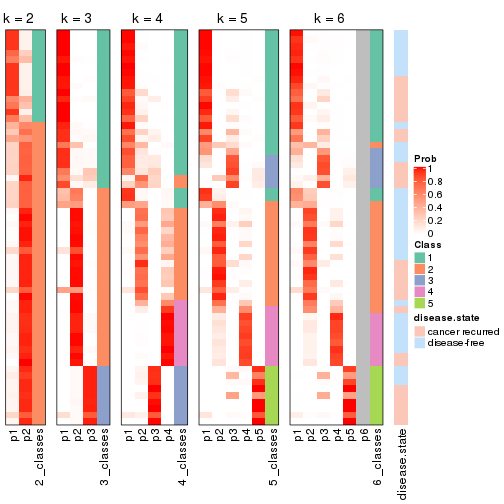 k = 2 k = 3 k = 4 k = 5 k = 6
Prob
1
0.8
0.6
0.4
0.2
0
Class
1
2
3
4
5
disease.state
cancer recurred
disease-free
p1 p2 2_classes p1 p2 p3 3_classes p1 p2 p3 p4 4_classes p1 p2 p3 p4 p5 5_classes p1 p2 p3 p4 p5 p6 6_classes disease.state